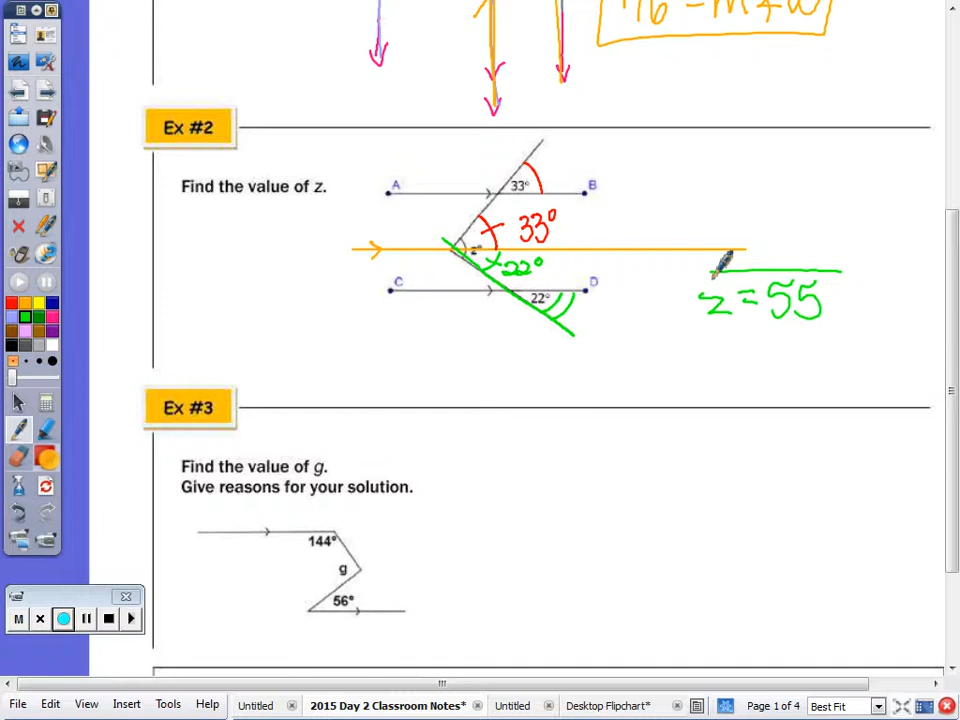 76 = m + w
Ex #2
Find the value of z.
A
33°
B
33°
z°
22°
C
22°
D
z = 55
Ex #3
Find the value of g.
Give reasons for your solution.
144°
g
56°
M
File Edit View Insert Tools Help
Untitled
2015 Day 2 Classroom Notes*
Untitled
Desktop Flipchart*
Page 1 of 4
Best Fit